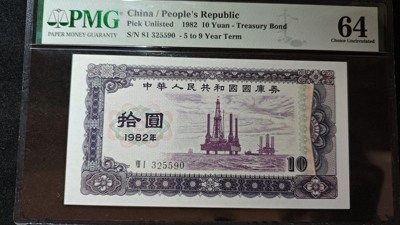 PMG
PAPER MONEY GUARANTY
China / People's Republic
Pick Unlisted 1982 10 Yuan - Treasury Bond
S/N 81 325590 - 5 to 9 Year Term
64
Choice Uncirculated
中華人民共和國國庫券
拾圓
1982年
325590
10